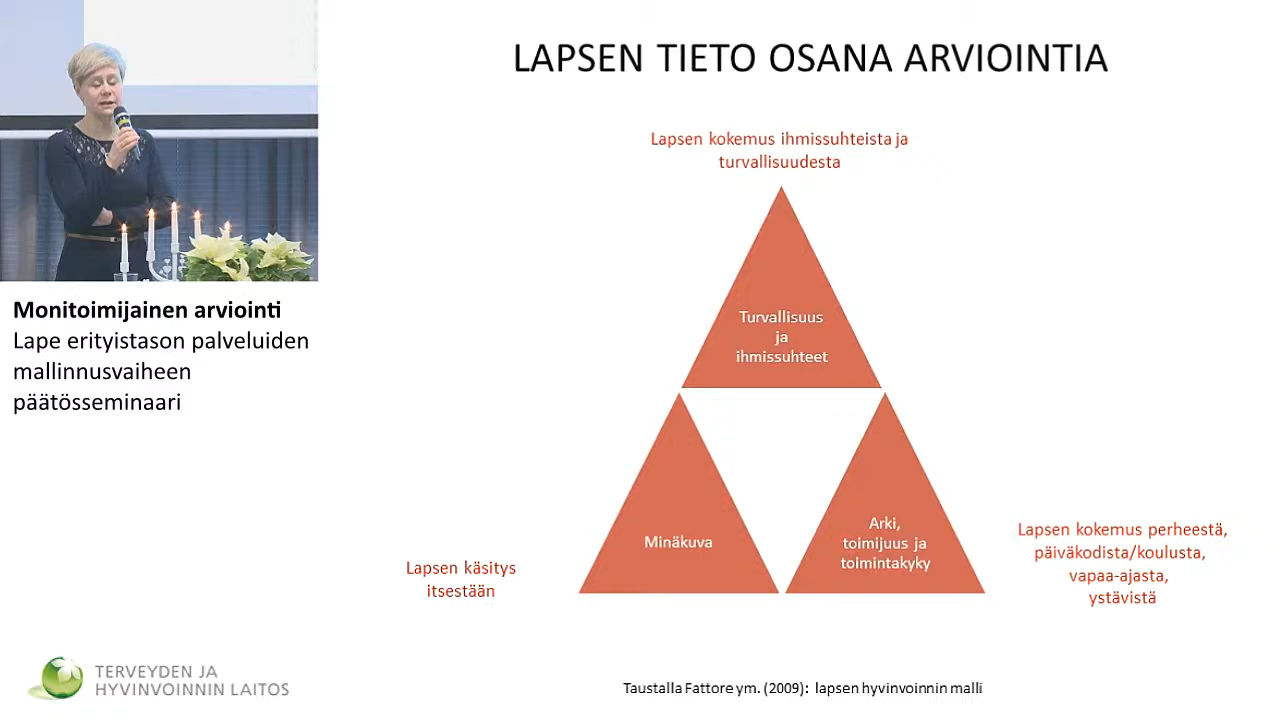 LAPSEN TIETO OSANA ARVIOINTIA
Lapsen kokemus ihmissuhteista ja
turvallisuudesta
Turvallisuus
ja
ihmissuhteet
Monitoimijainen arviointi
Lape erityistason palveluiden
mallinnusvaiheen
päätösseminaari
Minäkuva
Arki,
toimijuus ja
toimintakyky
Lapsen käsitys
itsestään
Lapsen kokemus perheestä,
päiväkodista/koulusta,
vapaa-ajasta,
ystävistä
TERVEYDEN JA
HYVINVOINNIN LAITOS
Taustalla Fattore ym. (2009): lapsen hyvinvoinnin malli